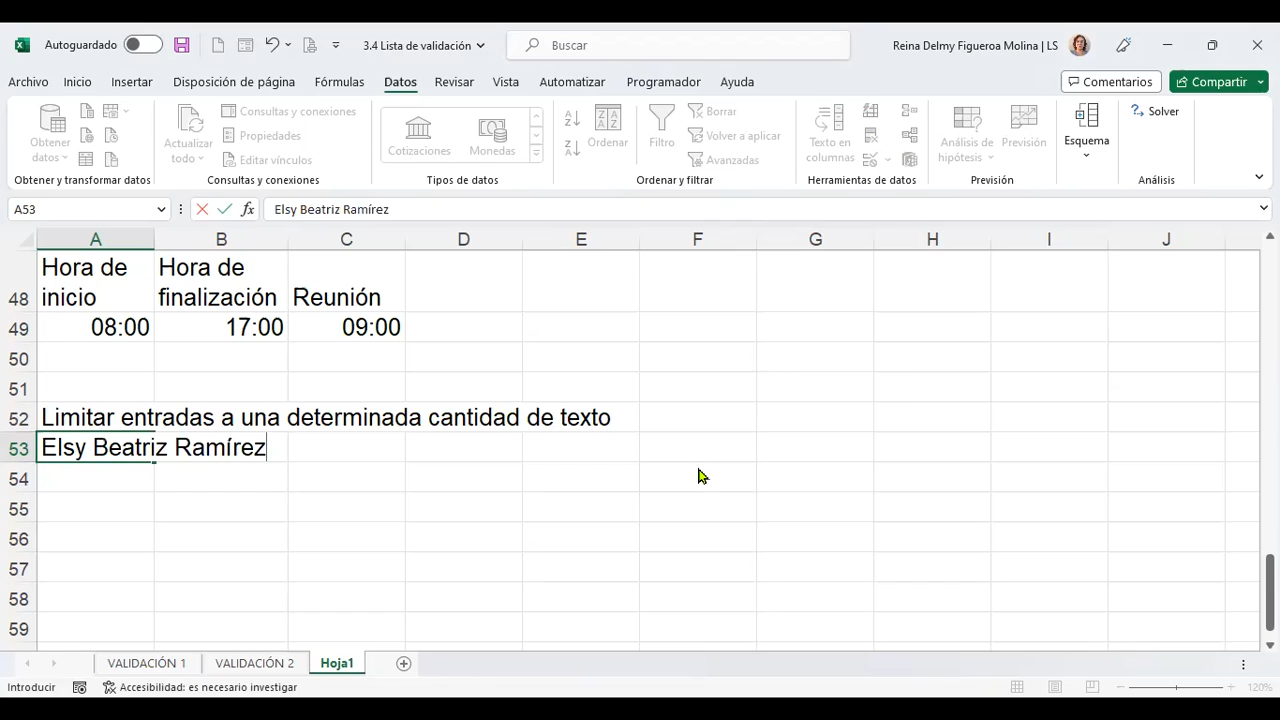 Autoguardado
3.4 Lista de validación
Buscar
Reina Delmy Figueroa Molina | LS
Archivo Inicio Insertar Disposición de página Fórmulas Datos Revisar Vista Automatizar Programador Ayuda
Comentarios
Compartir
Obtener datos
Actualizar todo
Consultas y conexiones
Propiedades
Editar vínculos
Cotizaciones
Monedas
Ordenar
Filtro
Borrar
Volver a aplicar
Avanzadas
Texto en columnas
Análisis de hipótesis
Previsión
Esquema
Solver
Obtener y transformar datos
Consultas y conexiones
Tipos de datos
Ordenar y filtrar
Herramientas de datos
Previsión
Análisis
A53
fx
Elsy Beatriz Ramírez
A B C D E F G H I J
48 Hora de inicio Hora de finalización Reunión
49 08:00 17:00 09:00
50
51
52 Limitar entradas a una determinada cantidad de texto
53 Elsy Beatriz Ramírez
54
55
56
57
58
59
VALIDACIÓN 1 VALIDACIÓN 2 Hoja1
Introducir
Accesibilidad: es necesario investigar
120%